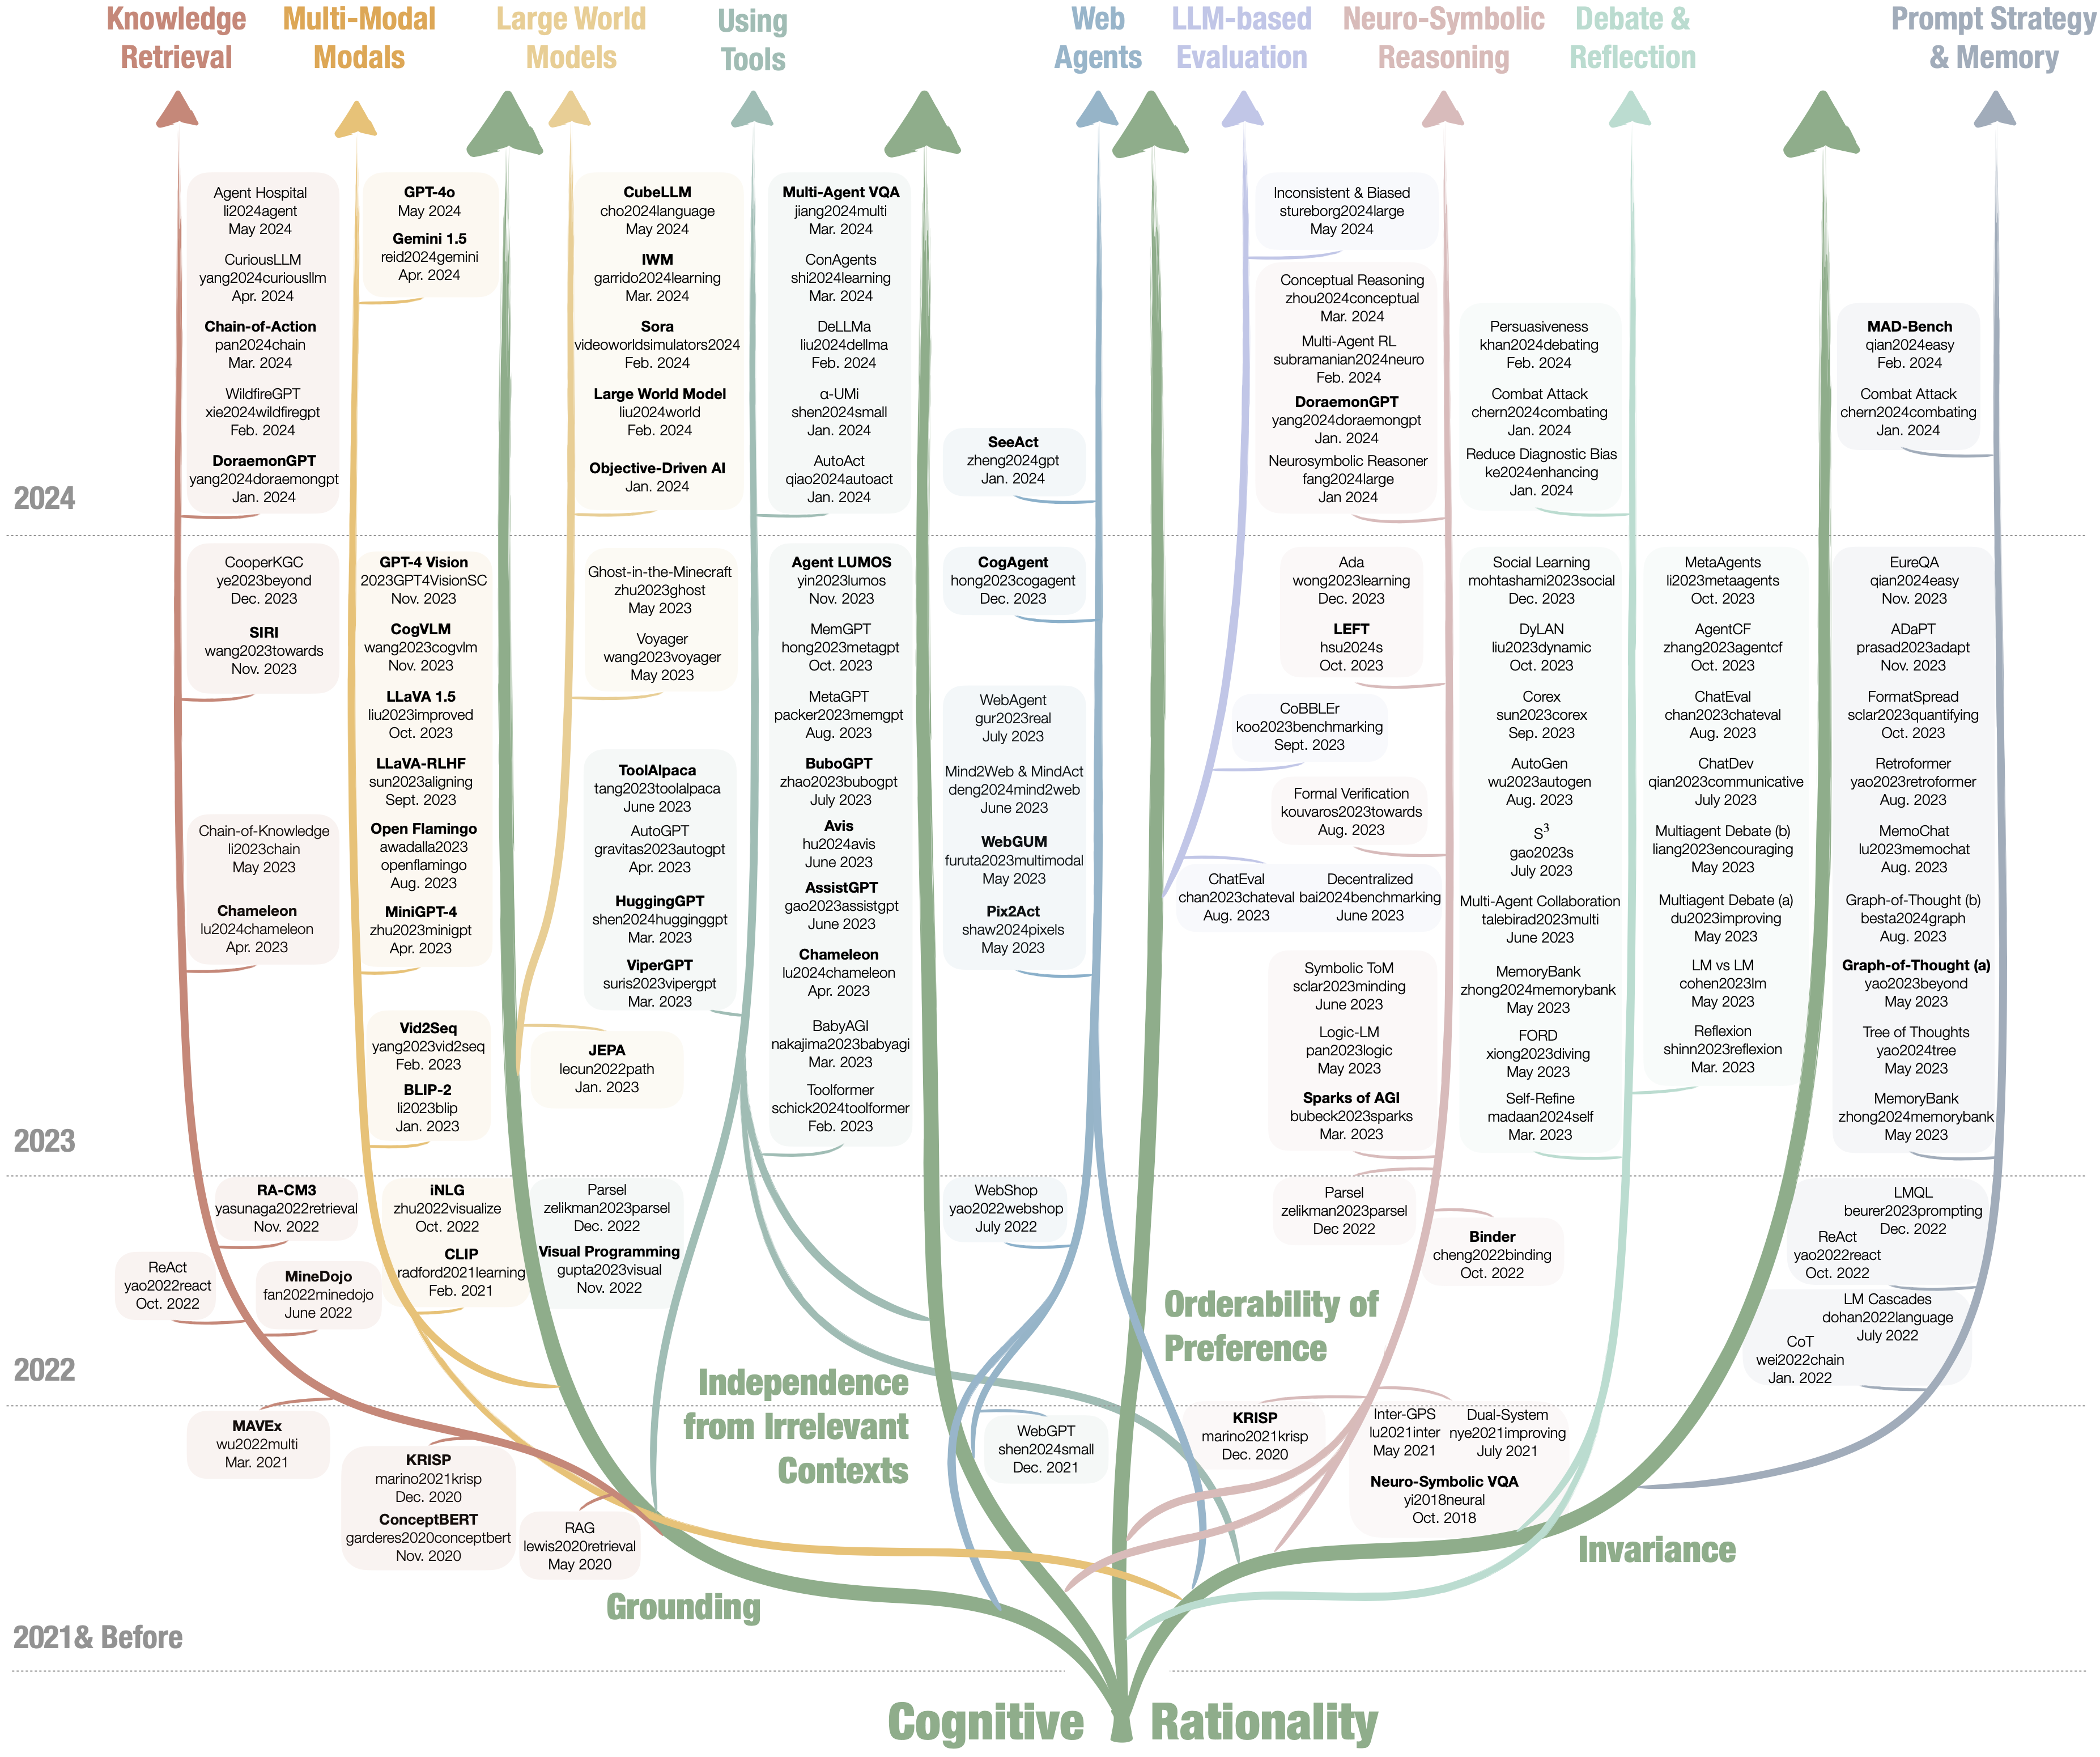 Knowledge
Retrieval
Multi-Modal
Modals
Large World
Models
Using
Tools
Web
Agents
LLM-based
Evaluation
Neuro-Symbolic
Reasoning
Debate &
Reflection
Prompt Strategy
& Memory
Agent Hospital
li2024agent
May 2024
CuriousLLM
yang2024curiousllm
Apr. 2024
Chain-of-Action
pan2024chain
Mar. 2024
WildfireGPT
xie2024wildfiregpt
Feb. 2024
DoraemonGPT
yang2024doraemongpt
Jan. 2024
GPT-4o
May 2024
Gemini 1.5
reid2024gemini
Apr. 2024
CubeLLM
cho2024language
May 2024
IWM
garrido2024learning
Mar. 2024
Sora
videoworldsimulators2024
Feb. 2024
Large World Model
liu2024world
Feb. 2024
Objective-Driven AI
Jan. 2024
Multi-Agent VQA
jiang2024multi
Mar. 2024
ConAgents
shi2024learning
Mar. 2024
DeLLMa
liu2024dellma
Feb. 2024
α-UMi
shen2024small
Jan. 2024
AutoAct
qiao2024autoact
Jan. 2024
SeeAct
zheng2024gpt
Jan. 2024
Inconsistent & Biased
stureborg2024large
May 2024
Conceptual Reasoning
zhou2024conceptual
Mar. 2024
Multi-Agent RL
subramanian2024neuro
Feb. 2024
DoraemonGPT
yang2024doraemongpt
Jan. 2024
Neurosymbolic Reasoner
fang2024large
Jan 2024
Persuasiveness
khan2024debating
Feb. 2024
Combat Attack
chern2024combating
Jan. 2024
Reduce Diagnostic Bias
ke2024enhancing
Jan. 2024
MAD-Bench
qian2024easy
Feb. 2024
Combat Attack
chern2024combating
Jan. 2024
2024
CooperKGC
ye2023beyond
Dec. 2023
SIRI
wang2023towards
Nov. 2023
Chain-of-Knowledge
li2023chain
May 2023
Chameleon
lu2024chameleon
Apr. 2023
GPT-4 Vision
2023GPT4VisionSC
Nov. 2023
CogVLM
wang2023cogvlm
Nov. 2023
LLaVA 1.5
liu2023improved
Oct. 2023
LLaVA-RLHF
sun2023aligning
Sept. 2023
Open Flamingo
awadalla2023
openflamingo
Aug. 2023
MiniGPT-4
zhu2023minigpt
Apr. 2023
Vid2Seq
yang2023vid2seq
Feb. 2023
BLIP-2
li2023blip
Jan. 2023
Ghost-in-the-Minecraft
zhu2023ghost
May 2023
Voyager
wang2023voyager
May 2023
ToolAlpaca
tang2023toolalpaca
June 2023
AutoGPT
gravitas2023autogpt
Apr. 2023
HuggingGPT
shen2024hugginggpt
Mar. 2023
ViperGPT
suris2023vipergpt
Mar. 2023
JEPA
lecun2022path
Jan. 2023
Agent LUMOS
yin2023lumos
Nov. 2023
MemGPT
hong2023metagpt
Oct. 2023
MetaGPT
packer2023memgpt
Aug. 2023
BuboGPT
zhao2023bubogpt
July 2023
Avis
hu2024avis
June 2023
AssistGPT
gao2023assistgpt
June 2023
Chameleon
lu2024chameleon
Apr. 2023
BabyAGI
nakajima2023babyagi
Mar. 2023
Toolformer
schick2024toolformer
Feb. 2023
CogAgent
hong2023cogagent
Dec. 2023
WebAgent
gur2023real
July 2023
Mind2Web & MindAct
deng2024mind2web
June 2023
WebGUM
furuta2023multimodal
May 2023
Pix2Act
shaw2024pixels
May 2023
Ada
wong2023learning
Dec. 2023
LEFT
hsu2024s
Oct. 2023
CoBBLEr
koo2023benchmarking
Sept. 2023
Formal Verification
kouvaros2023towards
Aug. 2023
ChatEval
chan2023chateval
Aug. 2023
Decentralized
bai2024benchmarking
June 2023
Symbolic ToM
sclar2023minding
June 2023
Logic-LM
pan2023logic
May 2023
Sparks of AGI
bubeck2023sparks
Mar. 2023
Social Learning
mohtashami2023social
Dec. 2023
DyLAN
liu2023dynamic
Oct. 2023
Corex
sun2023corex
Sep. 2023
AutoGen
wu2023autogen
Aug. 2023
S³
gao2023s
July 2023
Multi-Agent Collaboration
talebirad2023multi
June 2023
MemoryBank
zhong2024memorybank
May 2023
FORD
xiong2023diving
May 2023
Self-Refine
madaan2024self
Mar. 2023
MetaAgents
li2023metaagents
Oct. 2023
AgentCF
zhang2023agentcf
Oct. 2023
ChatEval
chan2023chateval
Aug. 2023
ChatDev
qian2023communicative
July 2023
Multiagent Debate (b)
liang2023encouraging
May 2023
Multiagent Debate (a)
du2023improving
May 2023
LM vs LM
cohen2023lm
May 2023
Reflexion
shinn2023reflexion
Mar. 2023
EureQA
qian2024easy
Nov. 2023
ADaPT
prasad2023adapt
Nov. 2023
FormatSpread
sclar2023quantifying
Oct. 2023
Retroformer
yao2023retroformer
Aug. 2023
MemoChat
lu2023memochat
Aug. 2023
Graph-of-Thought (b)
besta2024graph
Aug. 2023
Graph-of-Thought (a)
yao2023beyond
May 2023
Tree of Thoughts
yao2024tree
May 2023
MemoryBank
zhong2024memorybank
May 2023
2023
RA-CM3
yasunaga2022retrieval
Nov. 2022
ReAct
yao2022react
Oct. 2022
MineDojo
fan2022minedojo
June 2022
iNLG
zhu2022visualize
Oct. 2022
CLIP
radford2021learning
Feb. 2021
Parsel
zelikman2023parsel
Dec. 2022
Visual Programming
gupta2023visual
Nov. 2022
WebShop
yao2022webshop
July 2022
Parsel
zelikman2023parsel
Dec 2022
Binder
cheng2022binding
Oct. 2022
LMQL
beurer2023prompting
Dec. 2022
ReAct
yao2022react
Oct. 2022
LM Cascades
dohan2022language
July 2022
CoT
wei2022chain
Jan. 2022
Orderability of
Preference
Independence
from Irrelevant
Contexts
2022
MAVEx
wu2022multi
Mar. 2021
KRISP
marino2021krisp
Dec. 2020
ConceptBERT
garderes2020conceptbert
Nov. 2020
RAG
lewis2020retrieval
May 2020
WebGPT
shen2024small
Dec. 2021
KRISP
marino2021krisp
Dec. 2020
Inter-GPS
lu2021inter
May 2021
Dual-System
nye2021improving
July 2021
Neuro-Symbolic VQA
yi2018neural
Oct. 2018
Invariance
Grounding
2021& Before
Cognitive Rationality